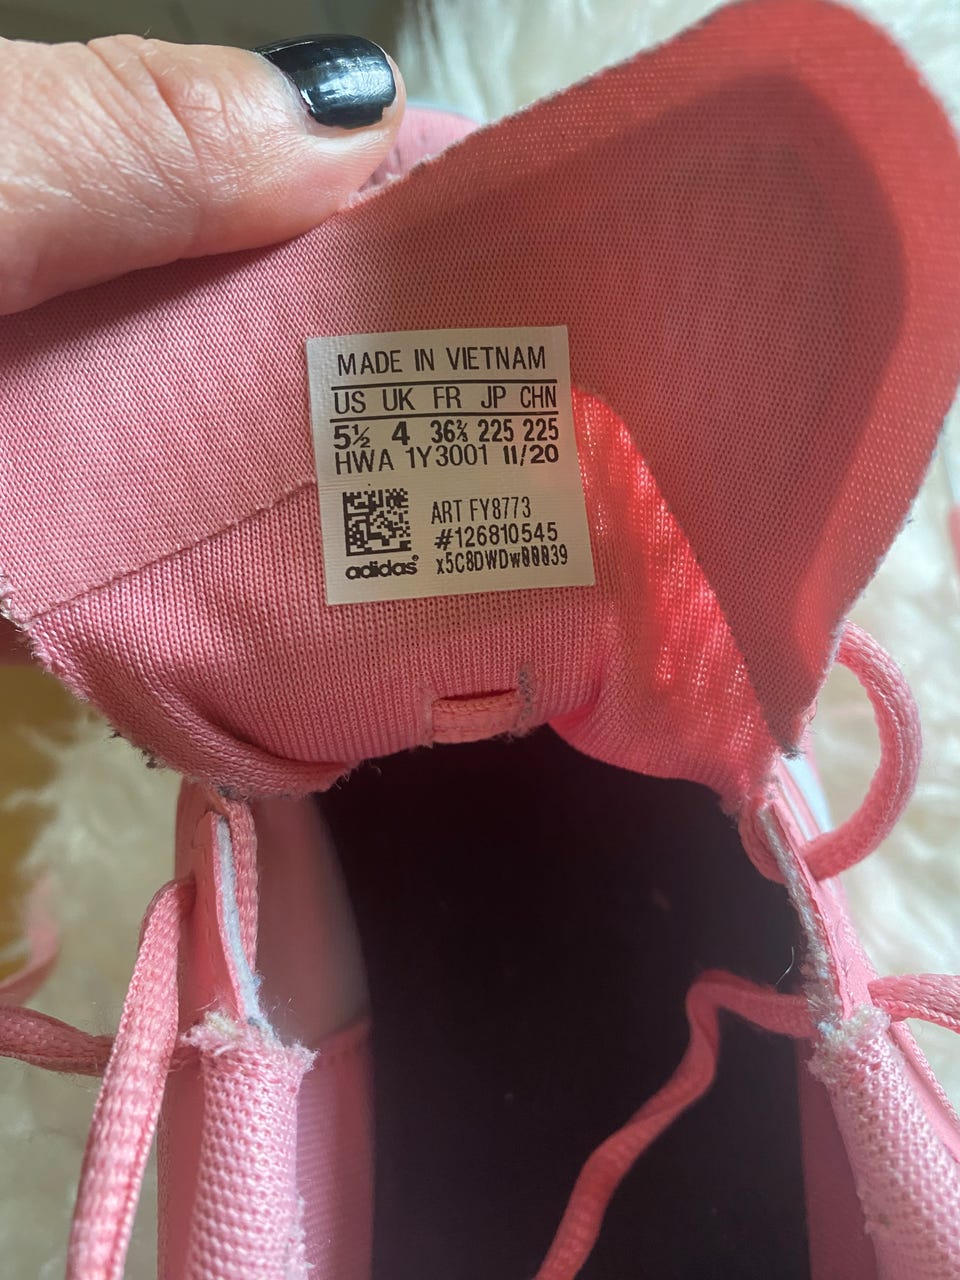 MADE IN VIETNAM
US UK FR JP CHN
5½ 4 36⅔ 225 225
HWA 1Y3001 11/20
ART FY8773
#126810545
adidas®